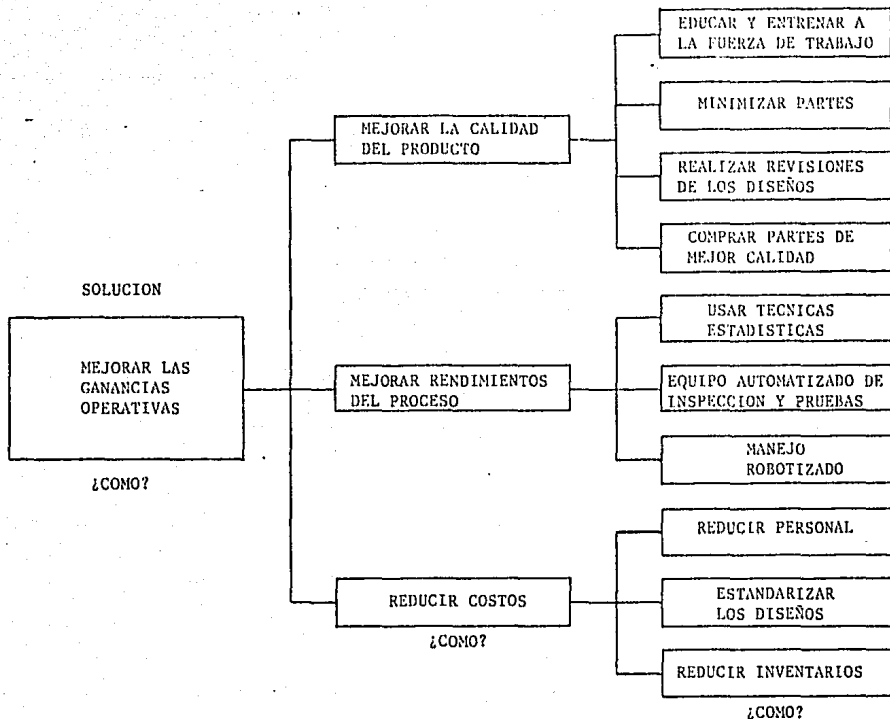 SOLUCION
MEJORAR LAS
GANANCIAS
OPERATIVAS
¿COMO?
MEJORAR LA CALIDAD
DEL PRODUCTO
MEJORAR RENDIMIENTOS
DEL PROCESO
REDUCIR COSTOS
¿COMO?
EDUCAR Y ENTRENAR A
LA FUERZA DE TRABAJO
MINIMIZAR PARTES
REALIZAR REVISIONES
DE LOS DISEÑOS
COMPRAR PARTES DE
MEJOR CALIDAD
USAR TECNICAS
ESTADISTICAS
EQUIPO AUTOMATIZADO DE
INSPECCION Y PRUEBAS
MANEJO
ROBOTIZADO
REDUCIR PERSONAL
ESTANDARIZAR
LOS DISEÑOS
REDUCIR INVENTARIOS
¿COMO?